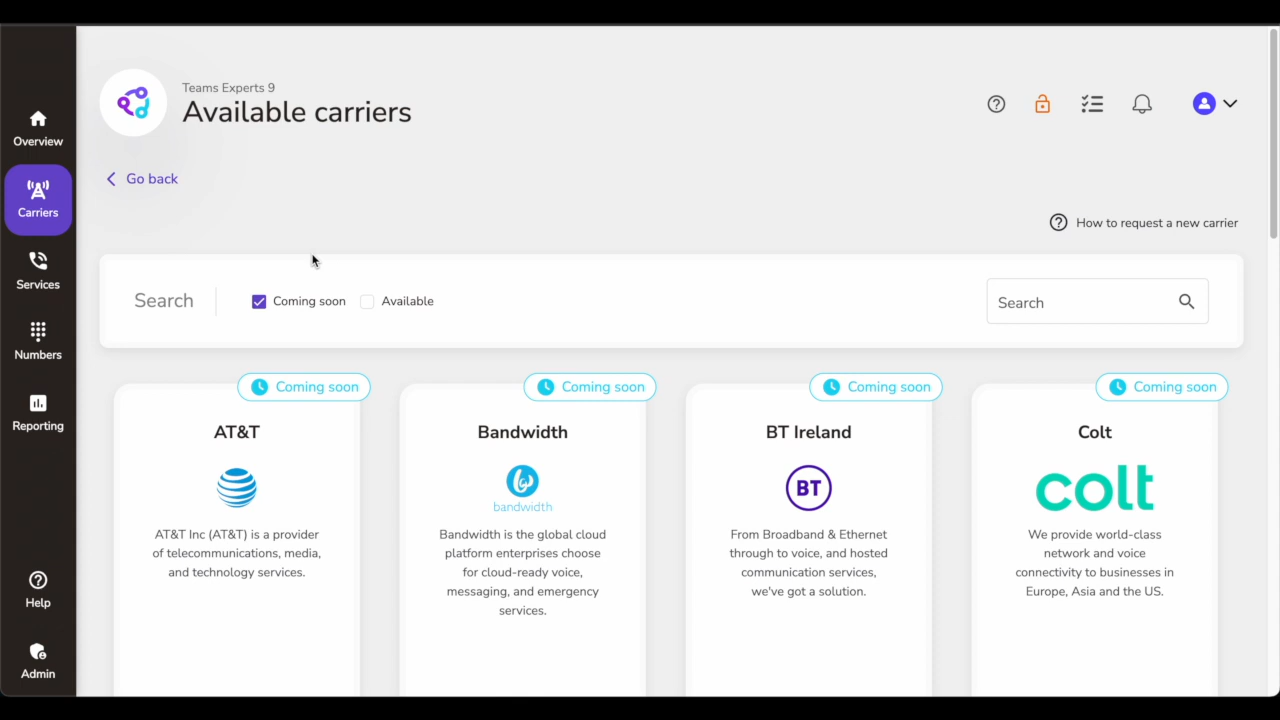 Teams Experts 9
Available carriers
Go back
How to request a new carrier
Overview
Carriers
Services
Numbers
Reporting
Help
Admin
Search
Coming soon
Available
Search
Coming soon
AT&T
AT&T Inc (AT&T) is a provider
of telecommunications, media,
and technology services.
Coming soon
Bandwidth
bandwidth
Bandwidth is the global cloud
platform enterprises choose
for cloud-ready voice,
messaging, and emergency
services.
Coming soon
BT Ireland
BT
From Broadband & Ethernet
through to voice, and hosted
communication services,
we've got a solution.
Coming soon
Colt
colt
We provide world-class
network and voice
connectivity to businesses in
Europe, Asia and the US.